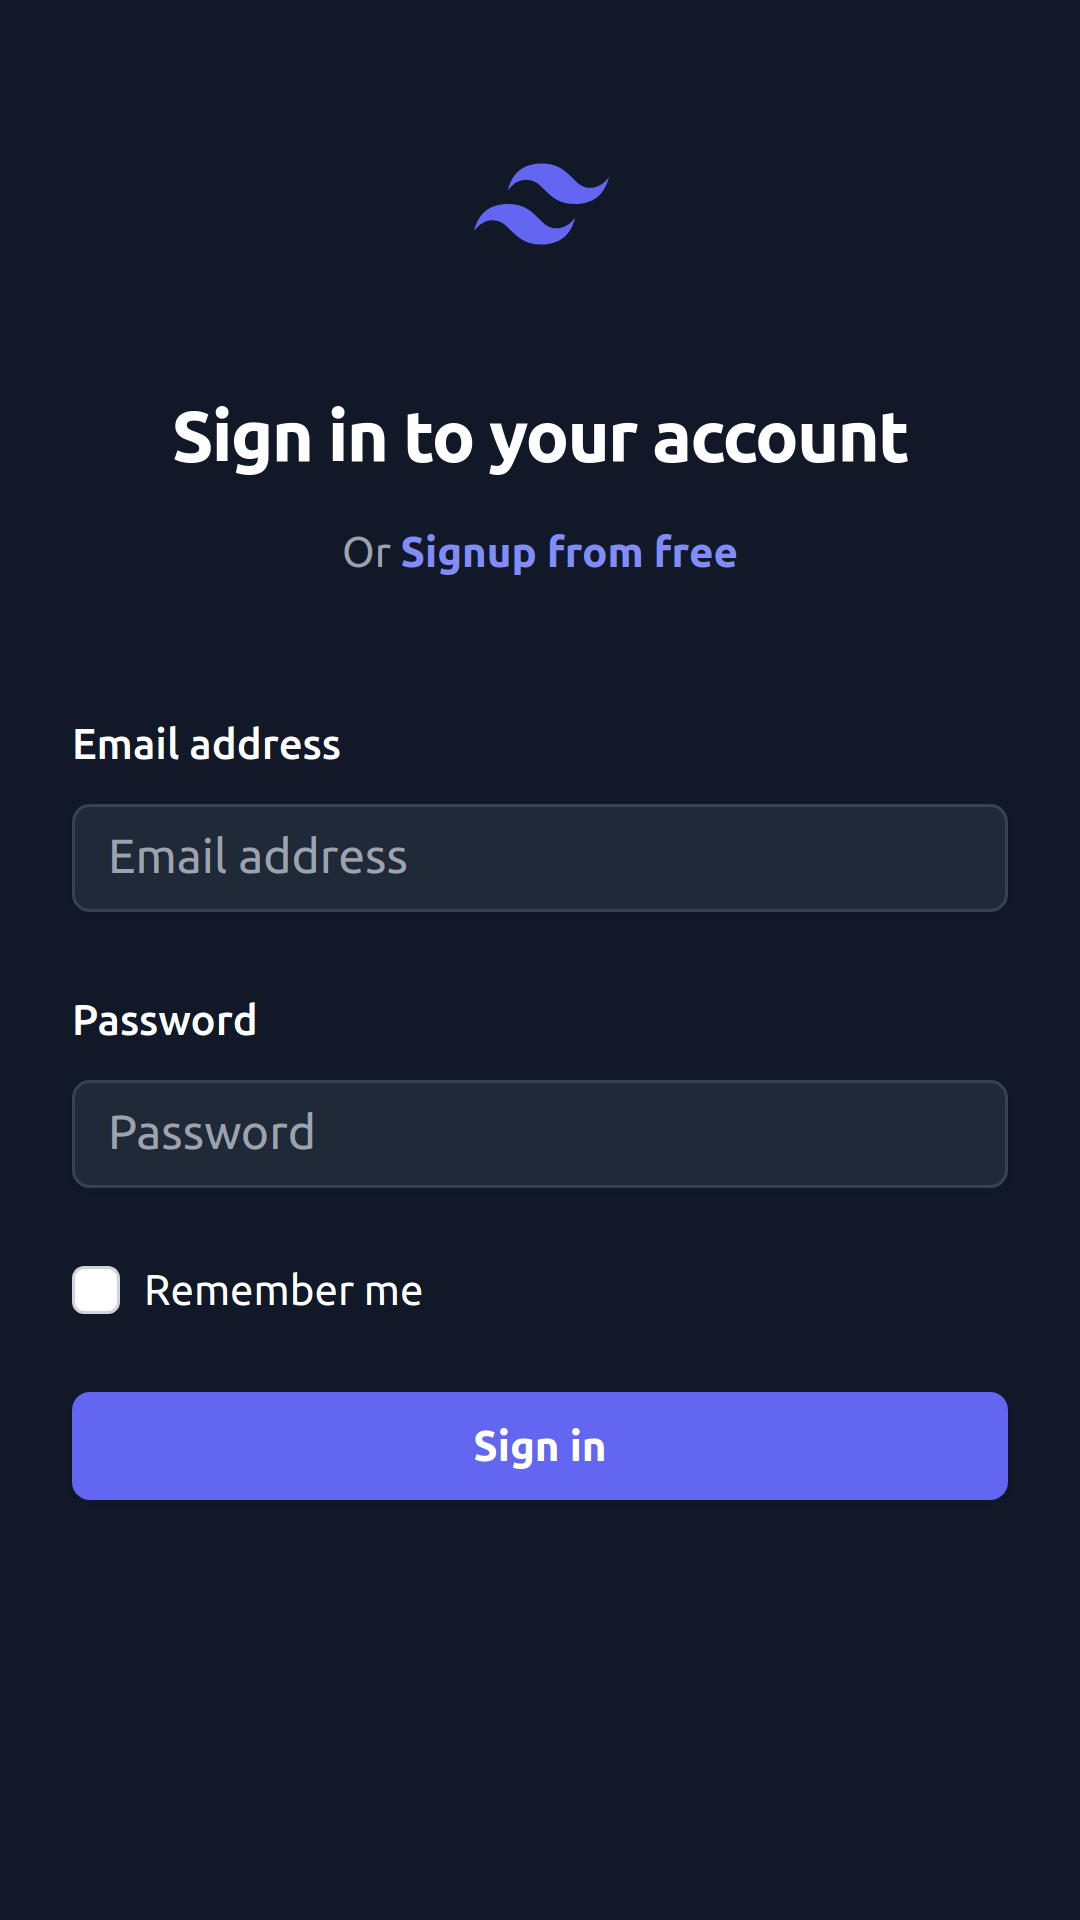 Sign in to your account
Or Signup from free
Email address
Email address
Password
Password
Remember me
Sign in